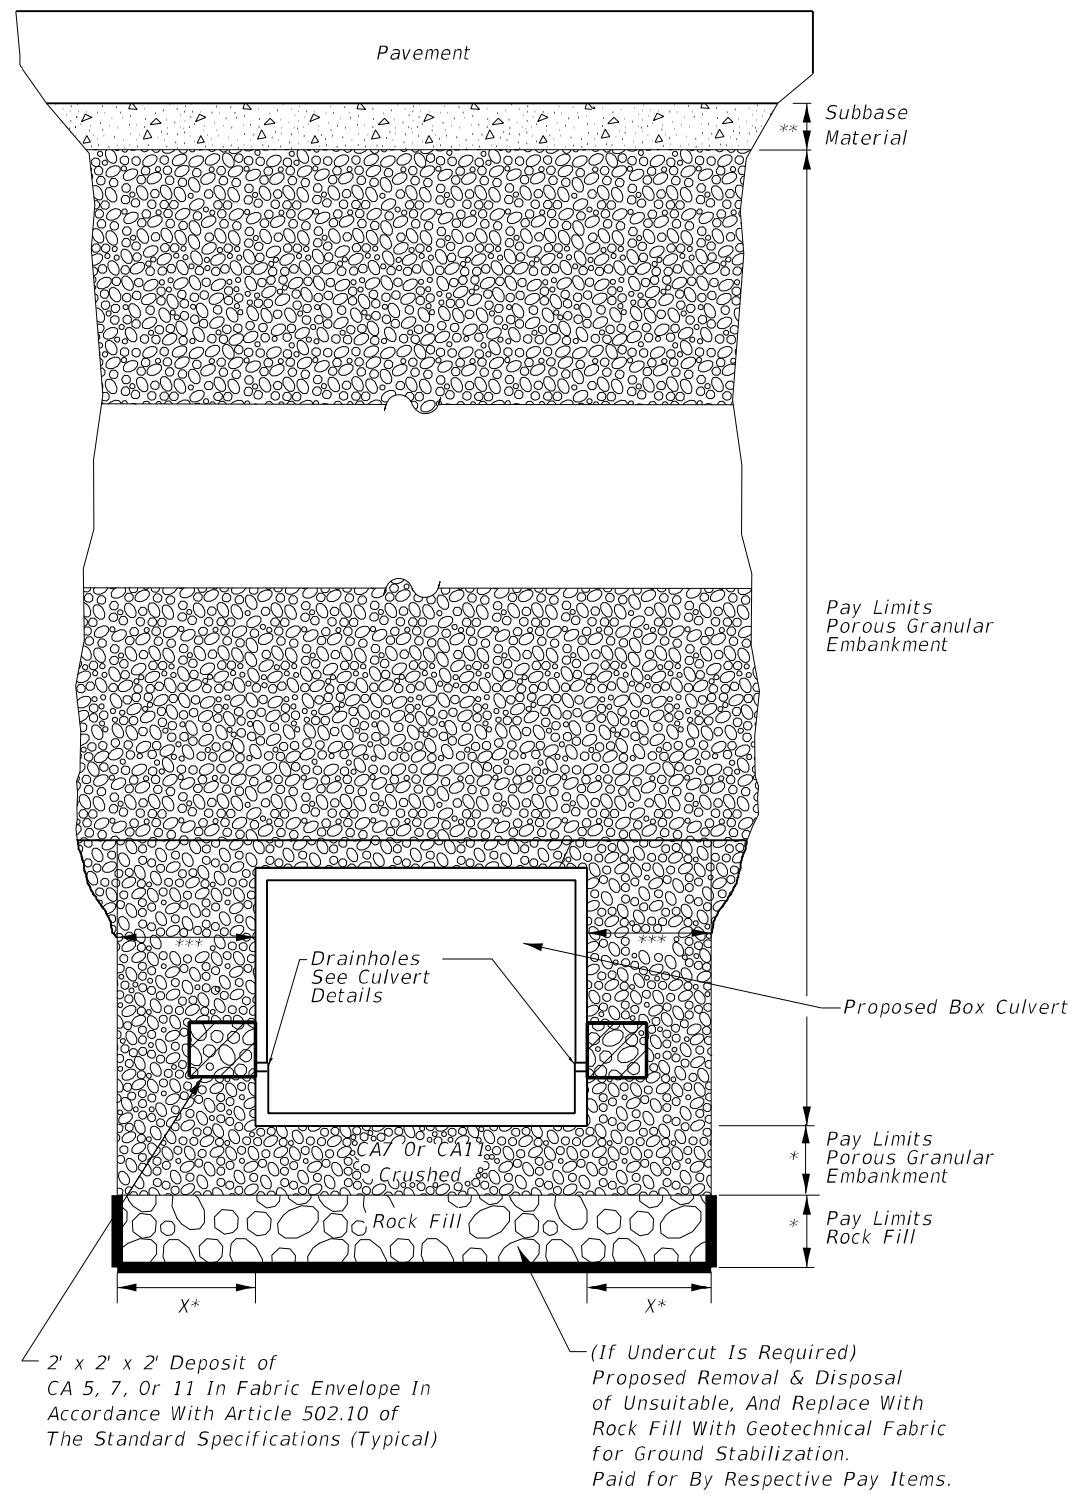 Pavement
Subbase
**
Material
Pay Limits
Porous Granular
Embankment
***
***
Drainholes
See Culvert
Details
Proposed Box Culvert
CA7 Or CA11
Crushed
Pay Limits
* Porous Granular
Embankment
Rock Fill
* Pay Limits
Rock Fill
X*
X*
2' x 2' x 2' Deposit of
CA 5, 7, Or 11 In Fabric Envelope In
Accordance With Article 502.10 of
The Standard Specifications (Typical)
(If Undercut Is Required)
Proposed Removal & Disposal
of Unsuitable, And Replace With
Rock Fill With Geotechnical Fabric
for Ground Stabilization.
Paid for By Respective Pay Items.